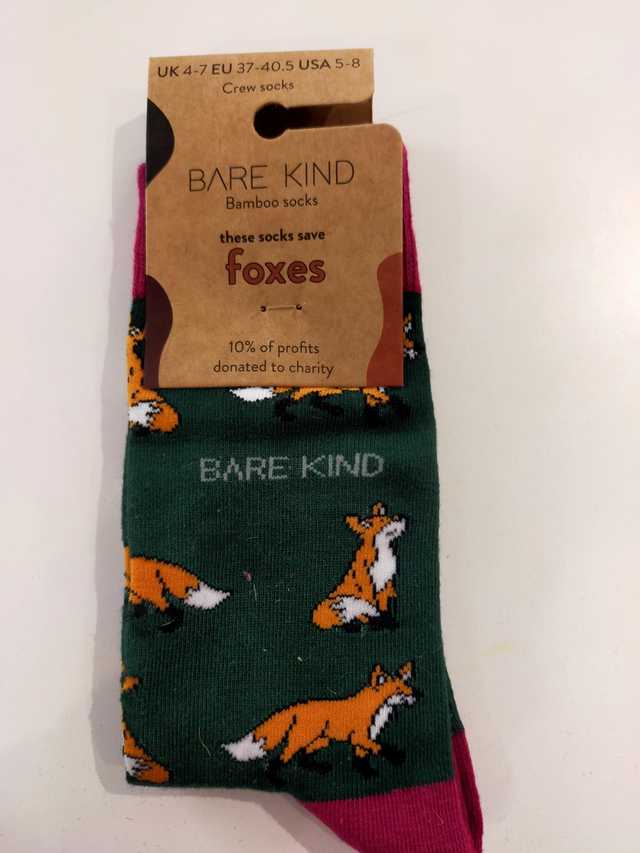 UK 4-7 EU 37-40.5 USA 5-8
Crew socks
BARE KIND
Bamboo socks
these socks save
foxes
10% of profits
donated to charity
BARE KIND